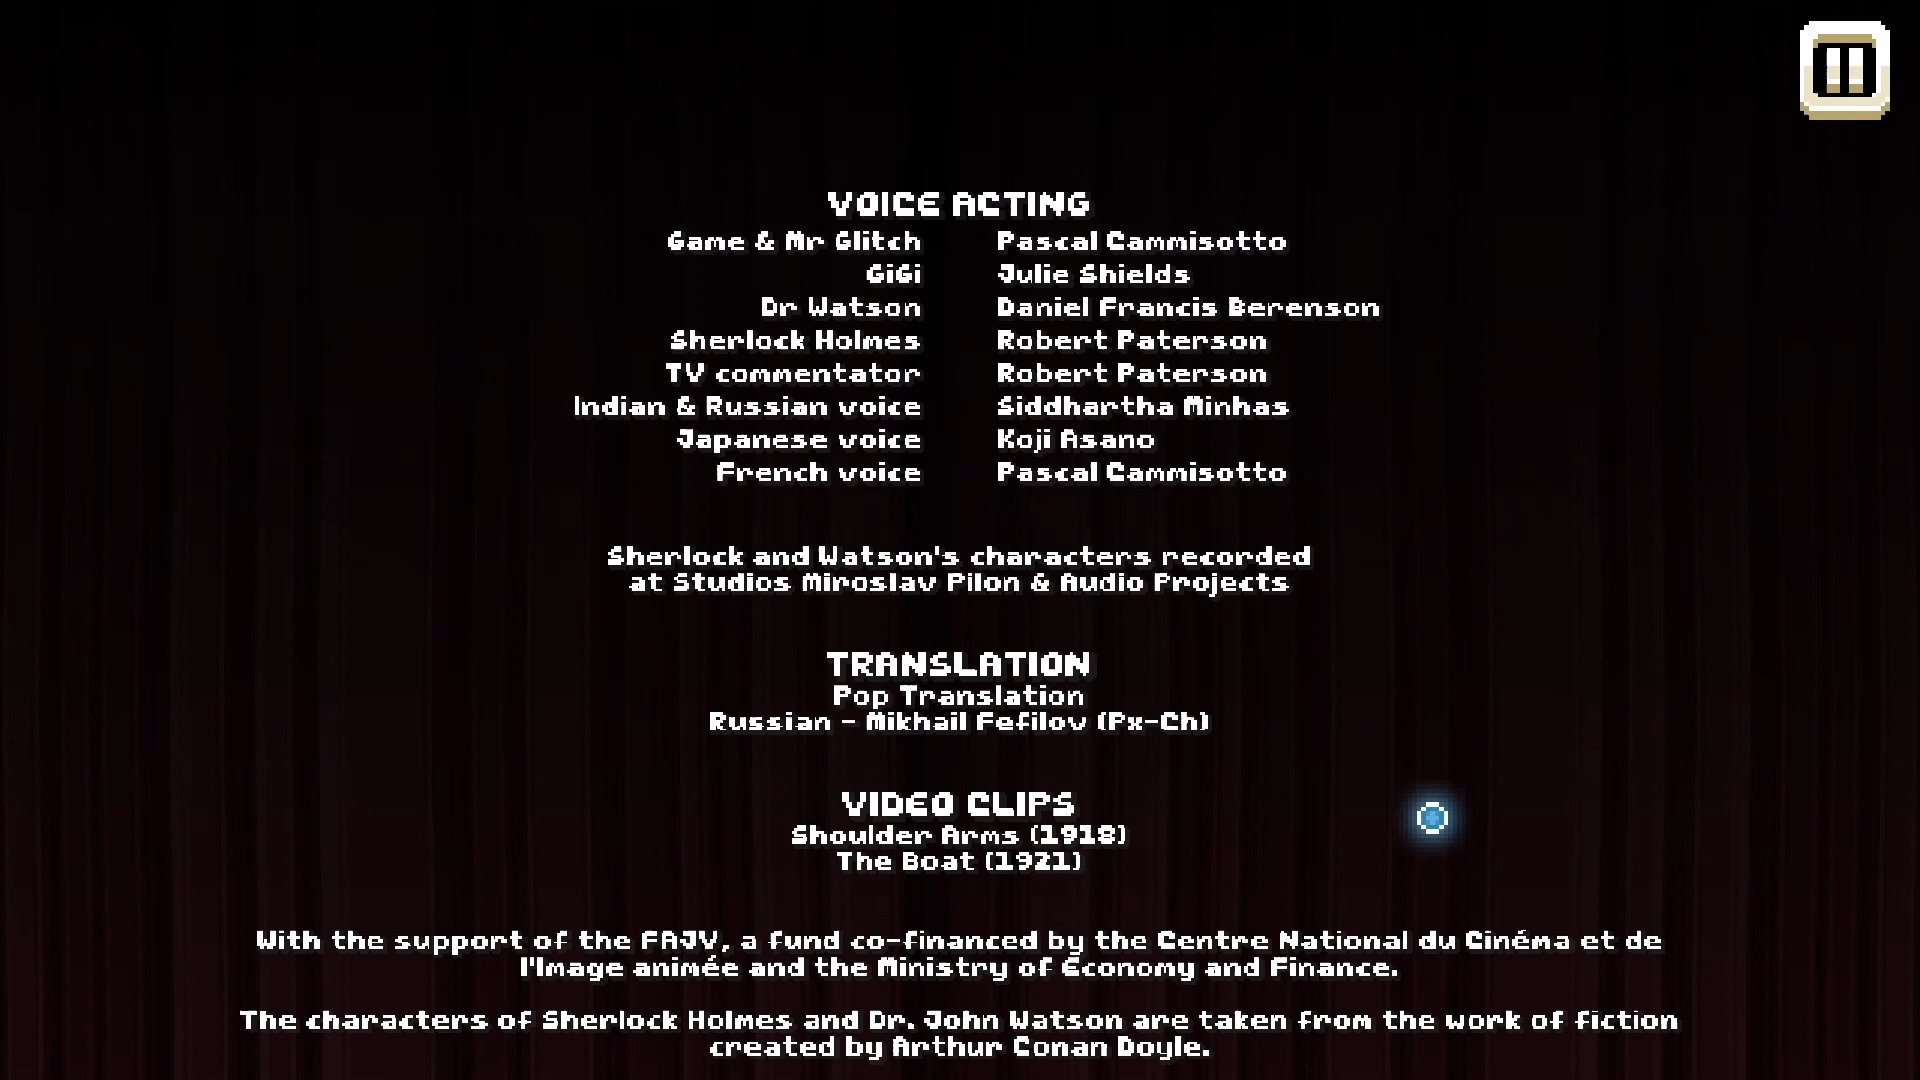 VOICE ACTING
Game & Mr Glitch Pascal Cammisotto
GiGi Julie Shields
Dr Watson Daniel Francis Berenson
Sherlock Holmes Robert Paterson
TV commentator Robert Paterson
Indian & Russian voice Siddhartha Minhas
Japanese voice Koji Asano
French voice Pascal Cammisotto
Sherlock and Watson's characters recorded
at Studios Miroslav Pilon & Audio Projects
TRANSLATION
Pop Translation
Russian - Mikhail Fefilov (Px-Ch)
VIDEO CLIPS
Shoulder Arms (1918)
The Boat (1921)
With the support of the FAJV, a fund co-financed by the Centre National du Cinéma et de
l'Image animée and the Ministry of Économy and Finance.
The characters of Sherlock Holmes and Dr. John Watson are taken from the work of fiction
created by Arthur Conan Doyle.